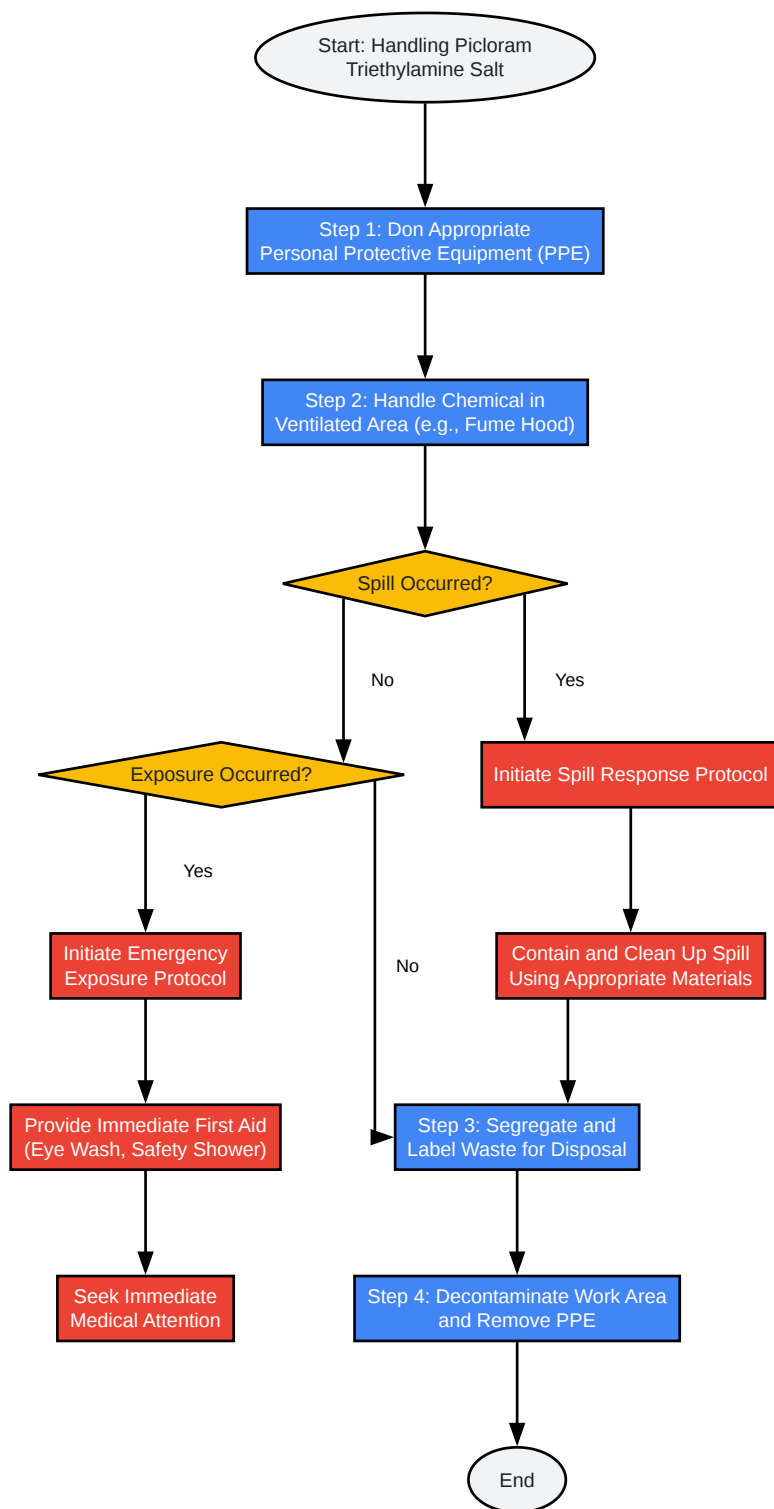 Start: Handling Picloram
Triethylamine Salt
Step 1: Don Appropriate
Personal Protective Equipment (PPE)
Step 2: Handle Chemical in
Ventilated Area (e.g., Fume Hood)
Spill Occurred?
No
Yes
Exposure Occurred?
Initiate Spill Response Protocol
Yes
No
Initiate Emergency
Exposure Protocol
Contain and Clean Up Spill
Using Appropriate Materials
Provide Immediate First Aid
(Eye Wash, Safety Shower)
Step 3: Segregate and
Label Waste for Disposal
Seek Immediate
Medical Attention
Step 4: Decontaminate Work Area
and Remove PPE
End